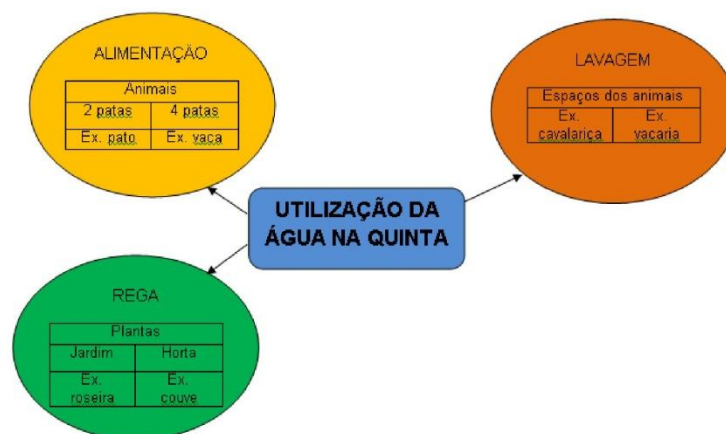 ALIMENTAÇÃO
Animais
2 patas 4 patas
Ex. pato Ex. vaca
LAVAGEM
Espaços dos animais
Ex. Ex.
cavalariça vacaria
UTILIZAÇÃO DA
ÁGUA NA QUINTA
REGA
Plantas
Jardim Horta
Ex. Ex.
roseira couve